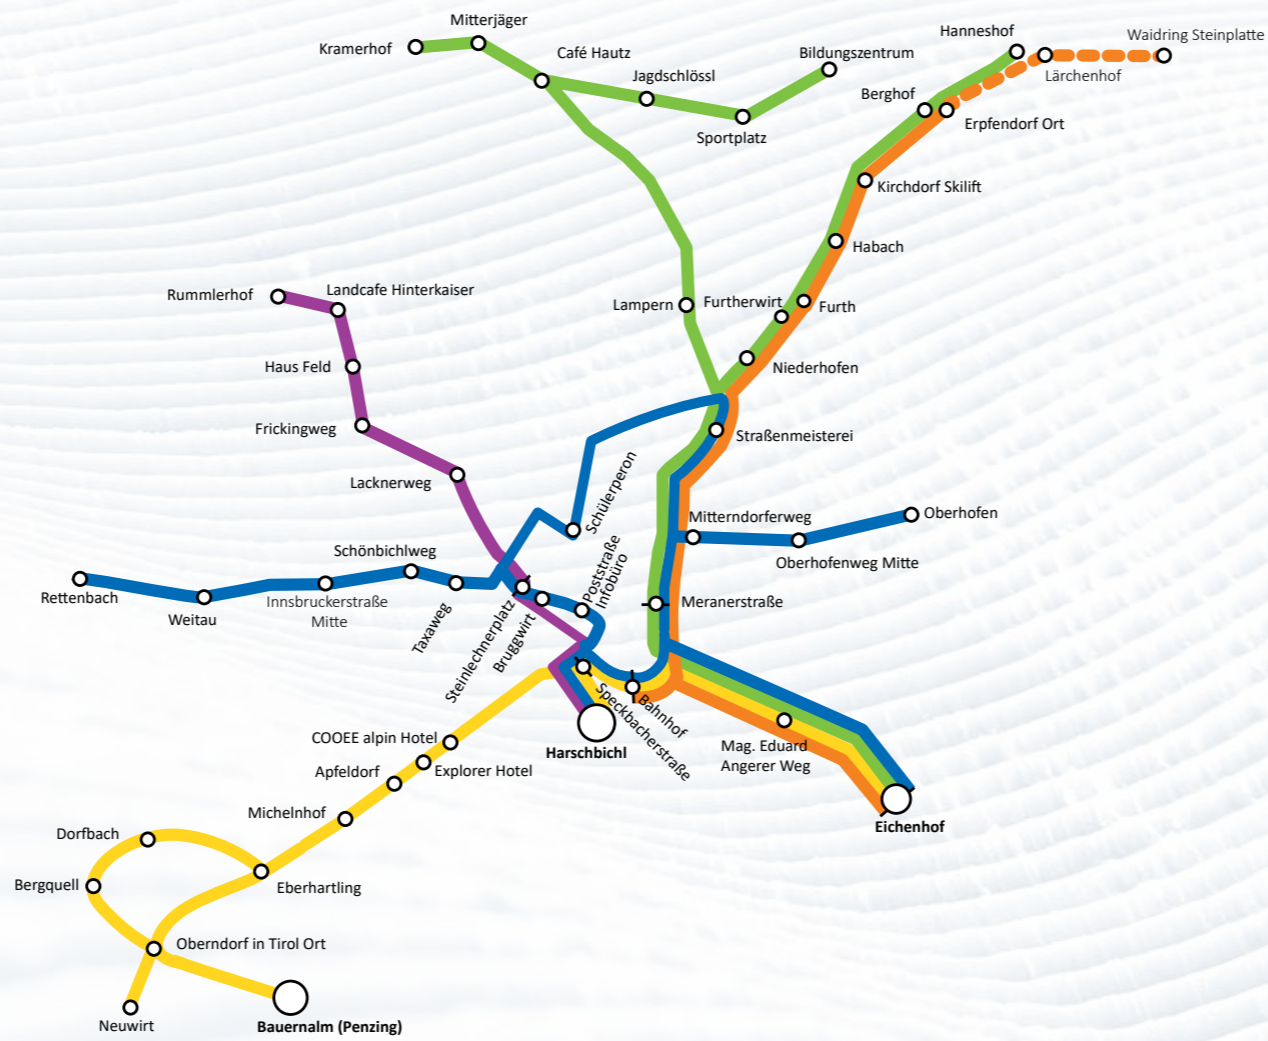 Mitterjäger
Kramerhof
Café Hautz
Jagdschlössl
Bildungszentrum
Sportplatz
Hanneshof
Waidring Steinplatte
Lärchenhof
Berghof
Erpfendorf Ort
Kirchdorf Skilift
Habach
Rummlerhof
Landcafe Hinterkaiser
Lampern
Furtherwirt
Furth
Haus Feld
Niederhofen
Frickingweg
Straßenmeisterei
Lacknerweg
Schülerperon
Mitterndorferweg
Oberhofen
Oberhofenweg Mitte
Schönbichlweg
Poststraße
Infobüro
Rettenbach
Weitau
Innsbruckerstraße
Mitte
Taxaweg
Steinlechnerplatz
Bruggwirt
Meranerstraße
Speckbacherstraße
Bahnhof
Harschbichl
Mag. Eduard
Angerer Weg
Eichenhof
COOEE alpin Hotel
Explorer Hotel
Apfeldorf
Michelnhof
Dorfbach
Bergquell
Eberhartling
Oberndorf in Tirol Ort
Neuwirt
Bauernalm (Penzing)